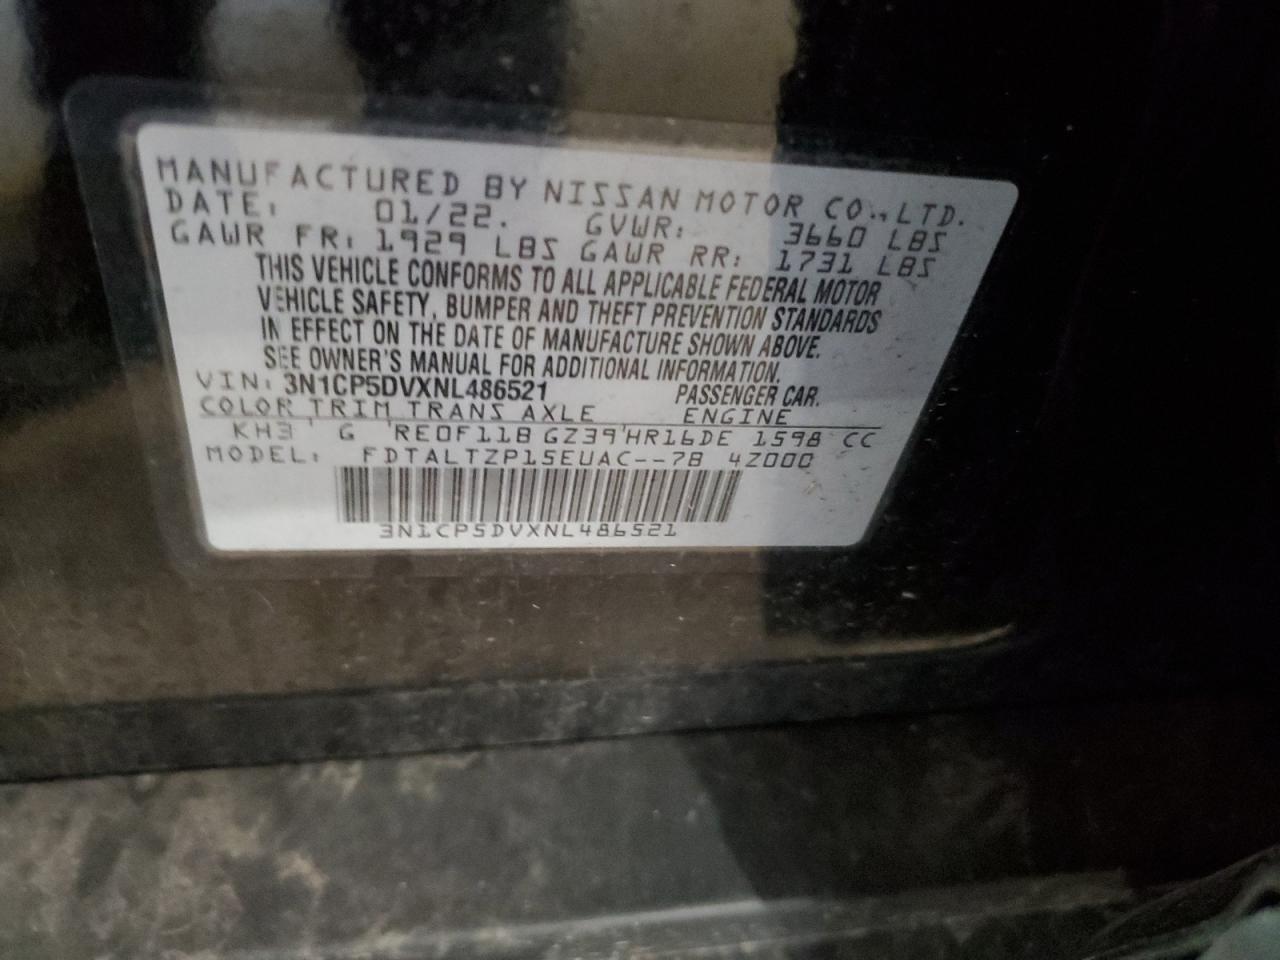 MANUFACTURED BY NISSAN MOTOR CO., LTD.
DATE: 01/22. GVWR: 3660 LBS
GAWR FR: 1929 LBS GAWR RR: 1731 LBS
THIS VEHICLE CONFORMS TO ALL APPLICABLE FEDERAL MOTOR
VEHICLE SAFETY, BUMPER AND THEFT PREVENTION STANDARDS
IN EFFECT ON THE DATE OF MANUFACTURE SHOWN ABOVE.
SEE OWNER'S MANUAL FOR ADDITIONAL INFORMATION.
VIN: 3N1CP5DVXNL486521 PASSENGER CAR.
COLOR TRIM TRANS AXLE ENGINE
KH3 G RE0F11B GZ39 HR16DE 1598 CC
MODEL: FDTALTZP15EUAC--7B 4Z000
3N1CP5DVXNL486521